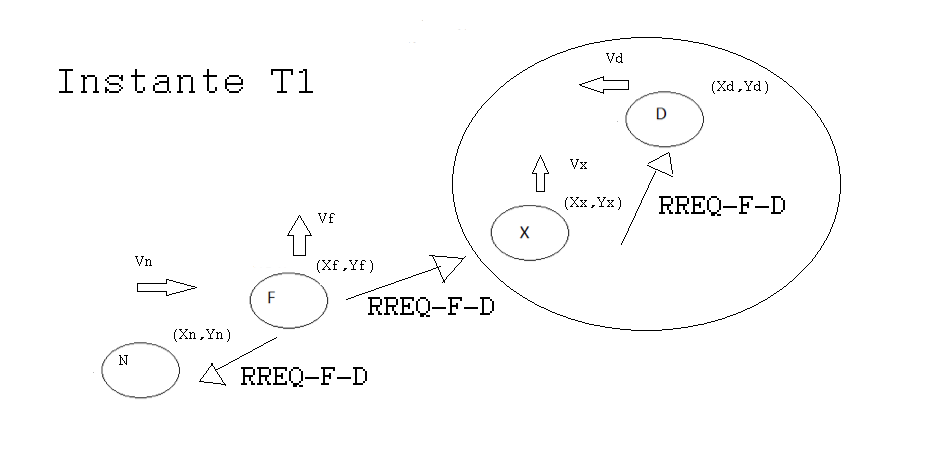 Instante T1
Vd
(Xd,Yd)
D
Vx
(Xx,Yx)
RREQ-F-D
X
Vf
Vn
(Xf,Yf)
F
RREQ-F-D
(Xn,Yn)
N
RREQ-F-D